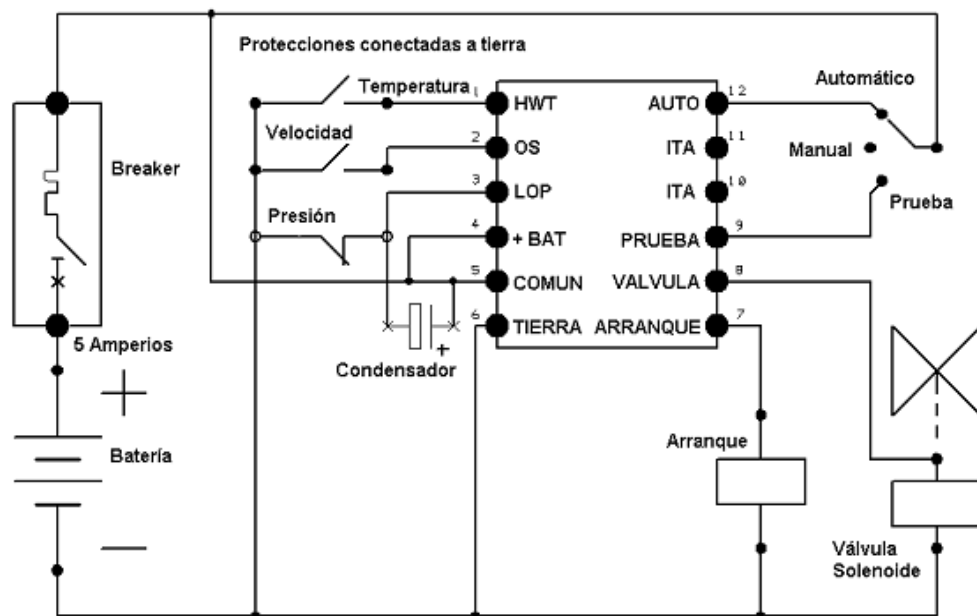 Protecciones conectadas a tierra
Temperatura
Automático
1 HWT
AUTO 12
Velocidad
2 OS
ITA 11
Manual
Breaker
3 LOP
ITA 10
Prueba
Presión
4 + BAT
PRUEBA 9
5 COMUN
VALVULA 8
6 TIERRA
ARRANQUE 7
5 Amperios
+
Condensador
+
Arranque
Batería
Válvula
Solenoide